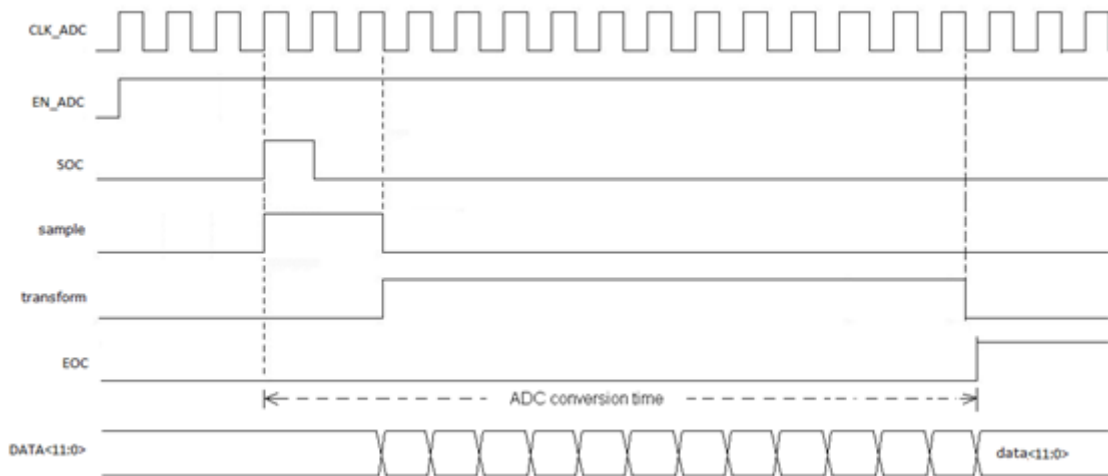 CLK_ADC
EN_ADC
SOC
sample
transform
EOC
ADC conversion time
DATA<11:0>
data<11:0>